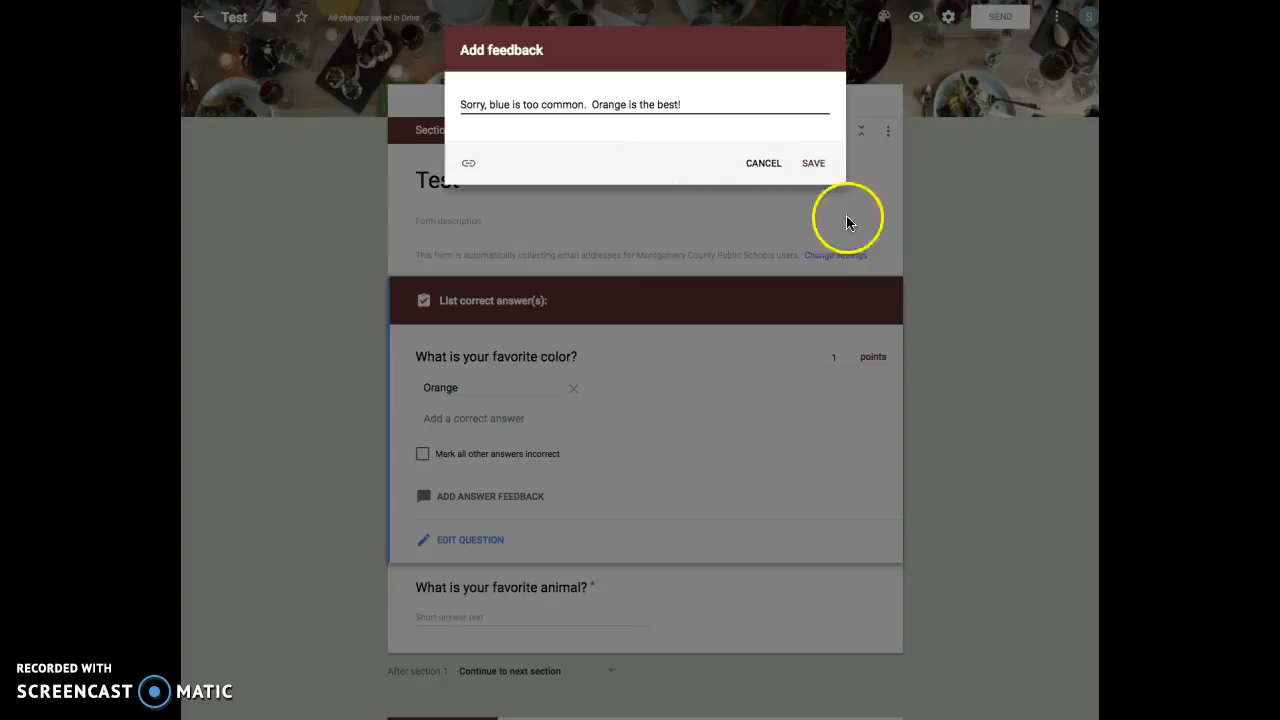 Test
All changes saved in Drive
SEND
S
Add feedback
Sorry, blue is too common.  Orange is the best!
CANCEL
SAVE
Section
Test
Form description
This form is automatically collecting email addresses for Montgomery County Public Schools users. Change settings
List correct answer(s):
What is your favorite color?
1 points
Orange
Add a correct answer
Mark all other answers incorrect
ADD ANSWER FEEDBACK
EDIT QUESTION
What is your favorite animal? *
Short answer text
After section 1 Continue to next section
RECORDED WITH
SCREENCAST MATIC